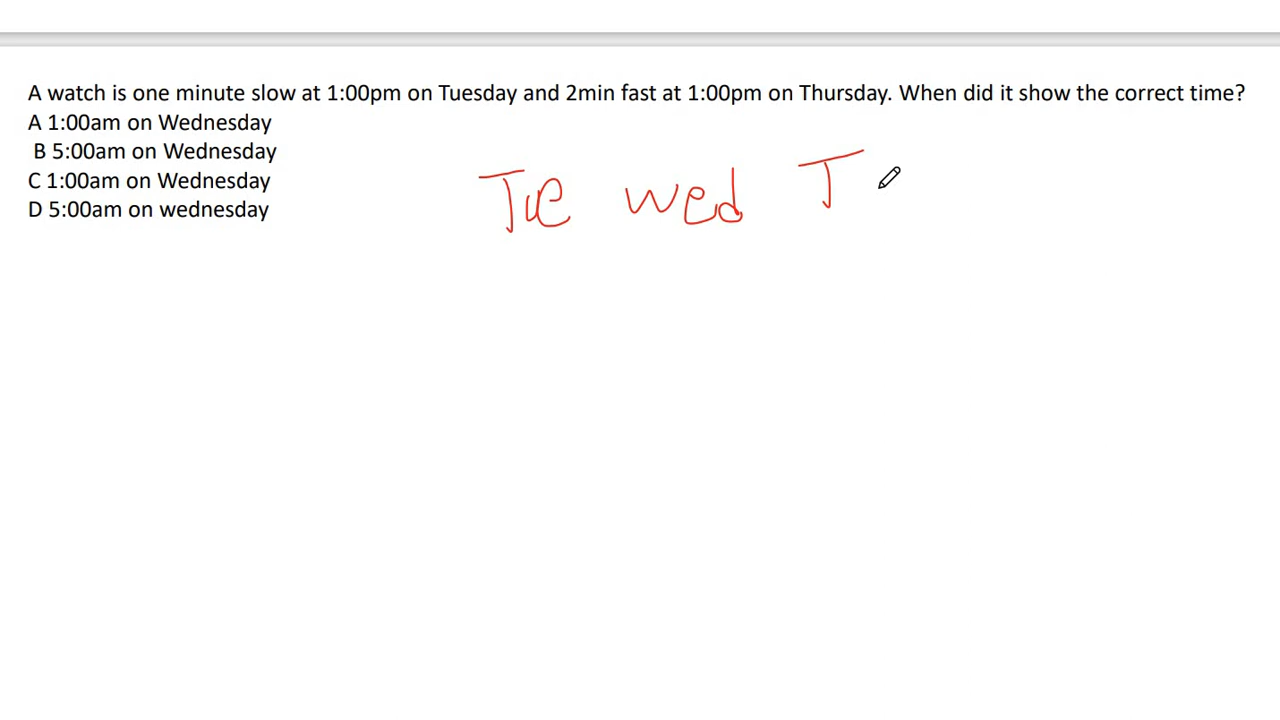 A watch is one minute slow at 1:00pm on Tuesday and 2min fast at 1:00pm on Thursday. When did it show the correct time?
A 1:00am on Wednesday
B 5:00am on Wednesday
C 1:00am on Wednesday
D 5:00am on wednesday
Tue wed T